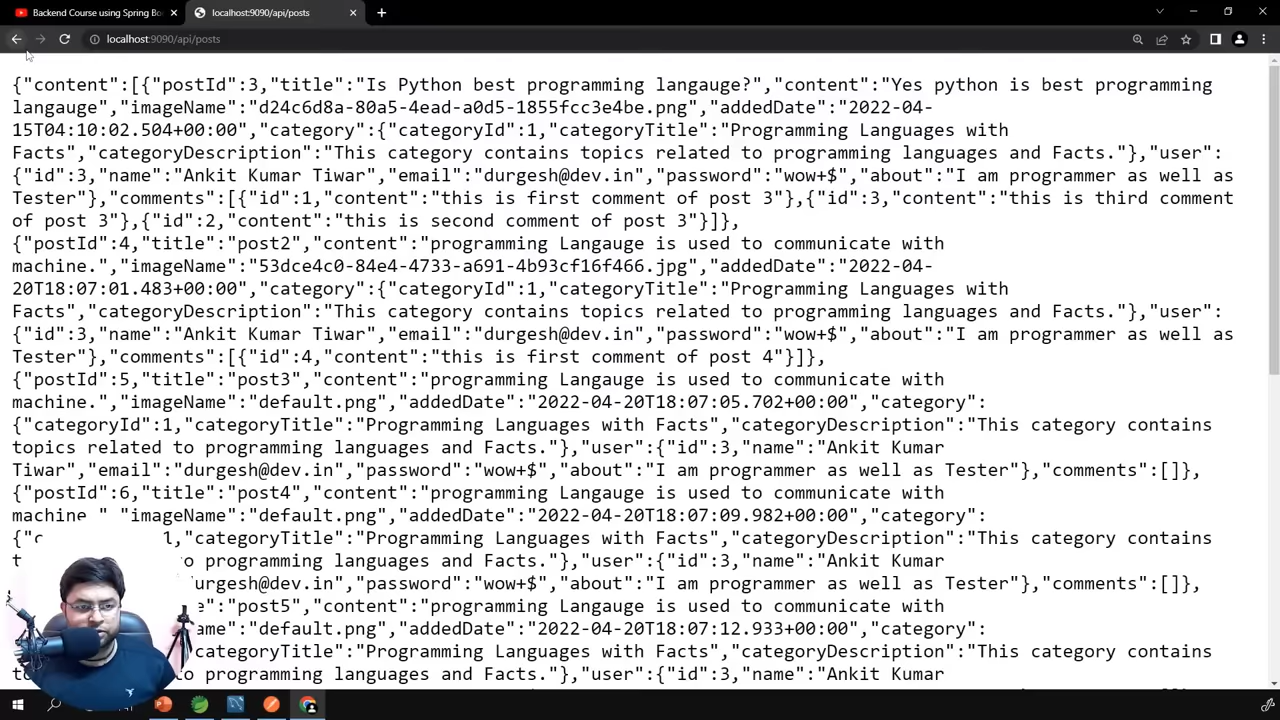 Backend Course using Spring Bo
localhost:9090/api/posts
localhost:9090/api/posts
{"content":[{"postId":3,"title":"Is Python best programming langauge?","content":"Yes python is best programming
langauge","imageName":"d24c6d8a-80a5-4ead-a0d5-1855fcc3e4be.png","addedDate":"2022-04-
15T04:10:02.504+00:00","category":{"categoryId":1,"categoryTitle":"Programming Languages with
Facts","categoryDescription":"This category contains topics related to programming languages and Facts."},"user":
{"id":3,"name":"Ankit Kumar Tiwar","email":"durgesh@dev.in","password":"wow+$","about":"I am programmer as well as
Tester"},"comments":[{"id":1,"content":"this is first comment of post 3"},{"id":3,"content":"this is third comment
of post 3"},{"id":2,"content":"this is second comment of post 3"}]},
{"postId":4,"title":"post2","content":"programming Langauge is used to communicate with
machine.","imageName":"53dce4c0-84e4-4733-a691-4b93cf16f466.jpg","addedDate":"2022-04-
20T18:07:01.483+00:00","category":{"categoryId":1,"categoryTitle":"Programming Languages with
Facts","categoryDescription":"This category contains topics related to programming languages and Facts."},"user":
{"id":3,"name":"Ankit Kumar Tiwar","email":"durgesh@dev.in","password":"wow+$","about":"I am programmer as well as
Tester"},"comments":[{"id":4,"content":"this is first comment of post 4"}]},
{"postId":5,"title":"post3","content":"programming Langauge is used to communicate with
machine.","imageName":"default.png","addedDate":"2022-04-20T18:07:05.702+00:00","category":
{"categoryId":1,"categoryTitle":"Programming Languages with Facts","categoryDescription":"This category contains
topics related to programming languages and Facts."},"user":{"id":3,"name":"Ankit Kumar
Tiwar","email":"durgesh@dev.in","password":"wow+$","about":"I am programmer as well as Tester"},"comments":[]},
{"postId":6,"title":"post4","content":"programming Langauge is used to communicate with
machine " "imageName":"default.png","addedDate":"2022-04-20T18:07:09.982+00:00","category":
{"c 1,"categoryTitle":"Programming Languages with Facts","categoryDescription":"This category contains
to programming languages and Facts."},"user":{"id":3,"name":"Ankit Kumar
durgesh@dev.in","password":"wow+$","about":"I am programmer as well as Tester"},"comments":[]},
":"post5","content":"programming Langauge is used to communicate with
ame":"default.png","addedDate":"2022-04-20T18:07:12.933+00:00","category":
"categoryTitle":"Programming Languages with Facts","categoryDescription":"This category contains
to programming languages and Facts."},"user":{"id":3,"name":"Ankit Kumar